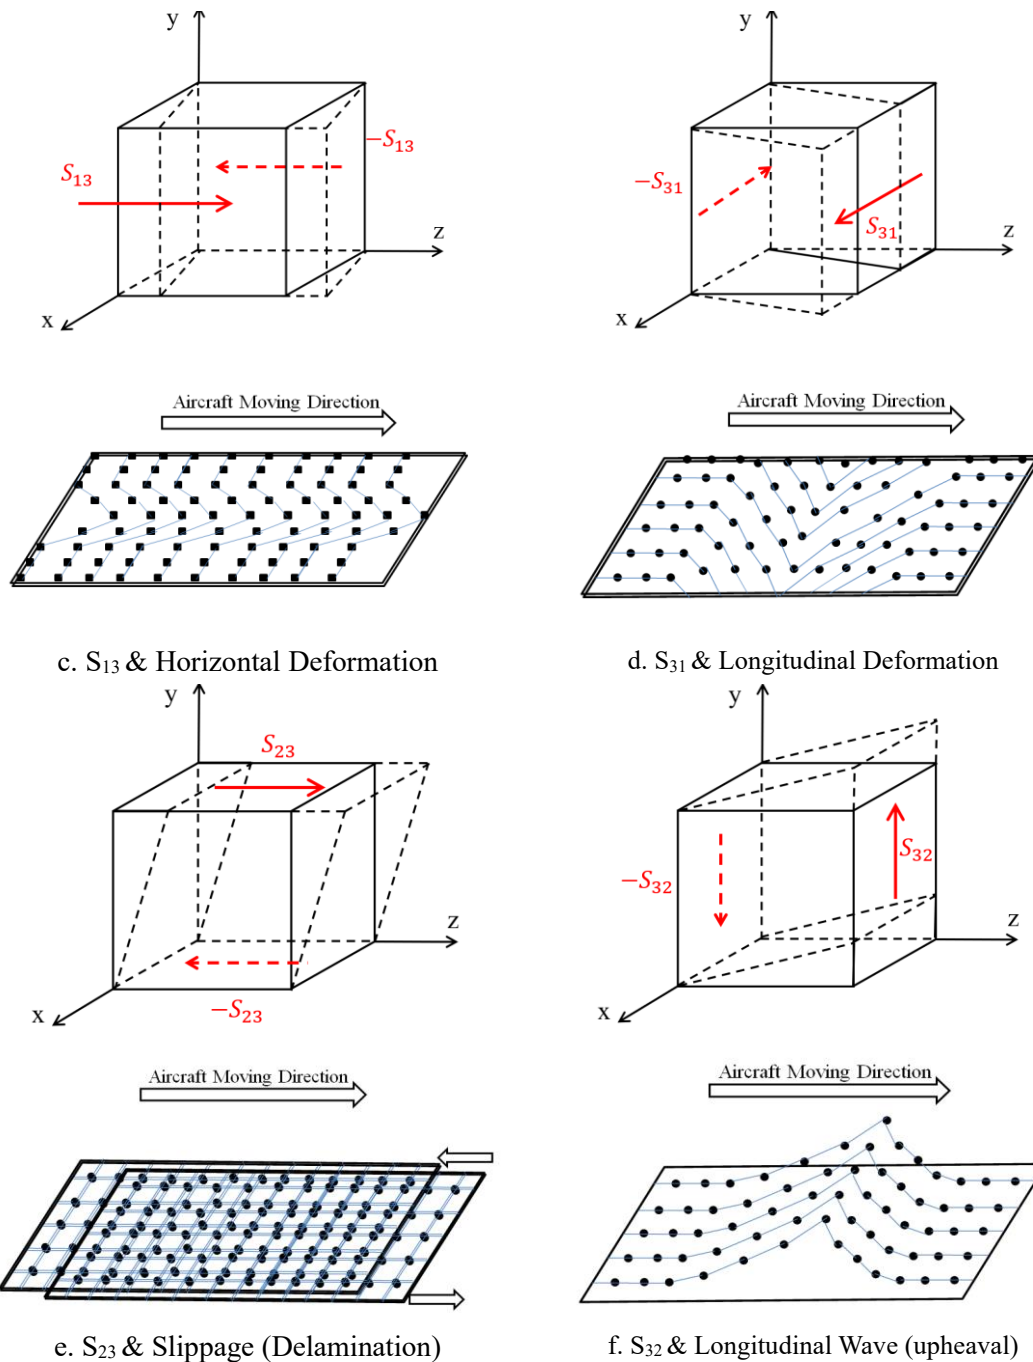 y
y
S₁₃
−S₁₃
z
x
−S₃₁
S₃₁
z
x
Aircraft Moving Direction
Aircraft Moving Direction
c. S₁₃ & Horizontal Deformation
d. S₃₁ & Longitudinal Deformation
y
y
S₂₃
z
−S₂₃
x
S₃₂
−S₃₂
z
x
Aircraft Moving Direction
Aircraft Moving Direction
e. S₂₃ & Slippage (Delamination)
f. S₃₂ & Longitudinal Wave (upheaval)